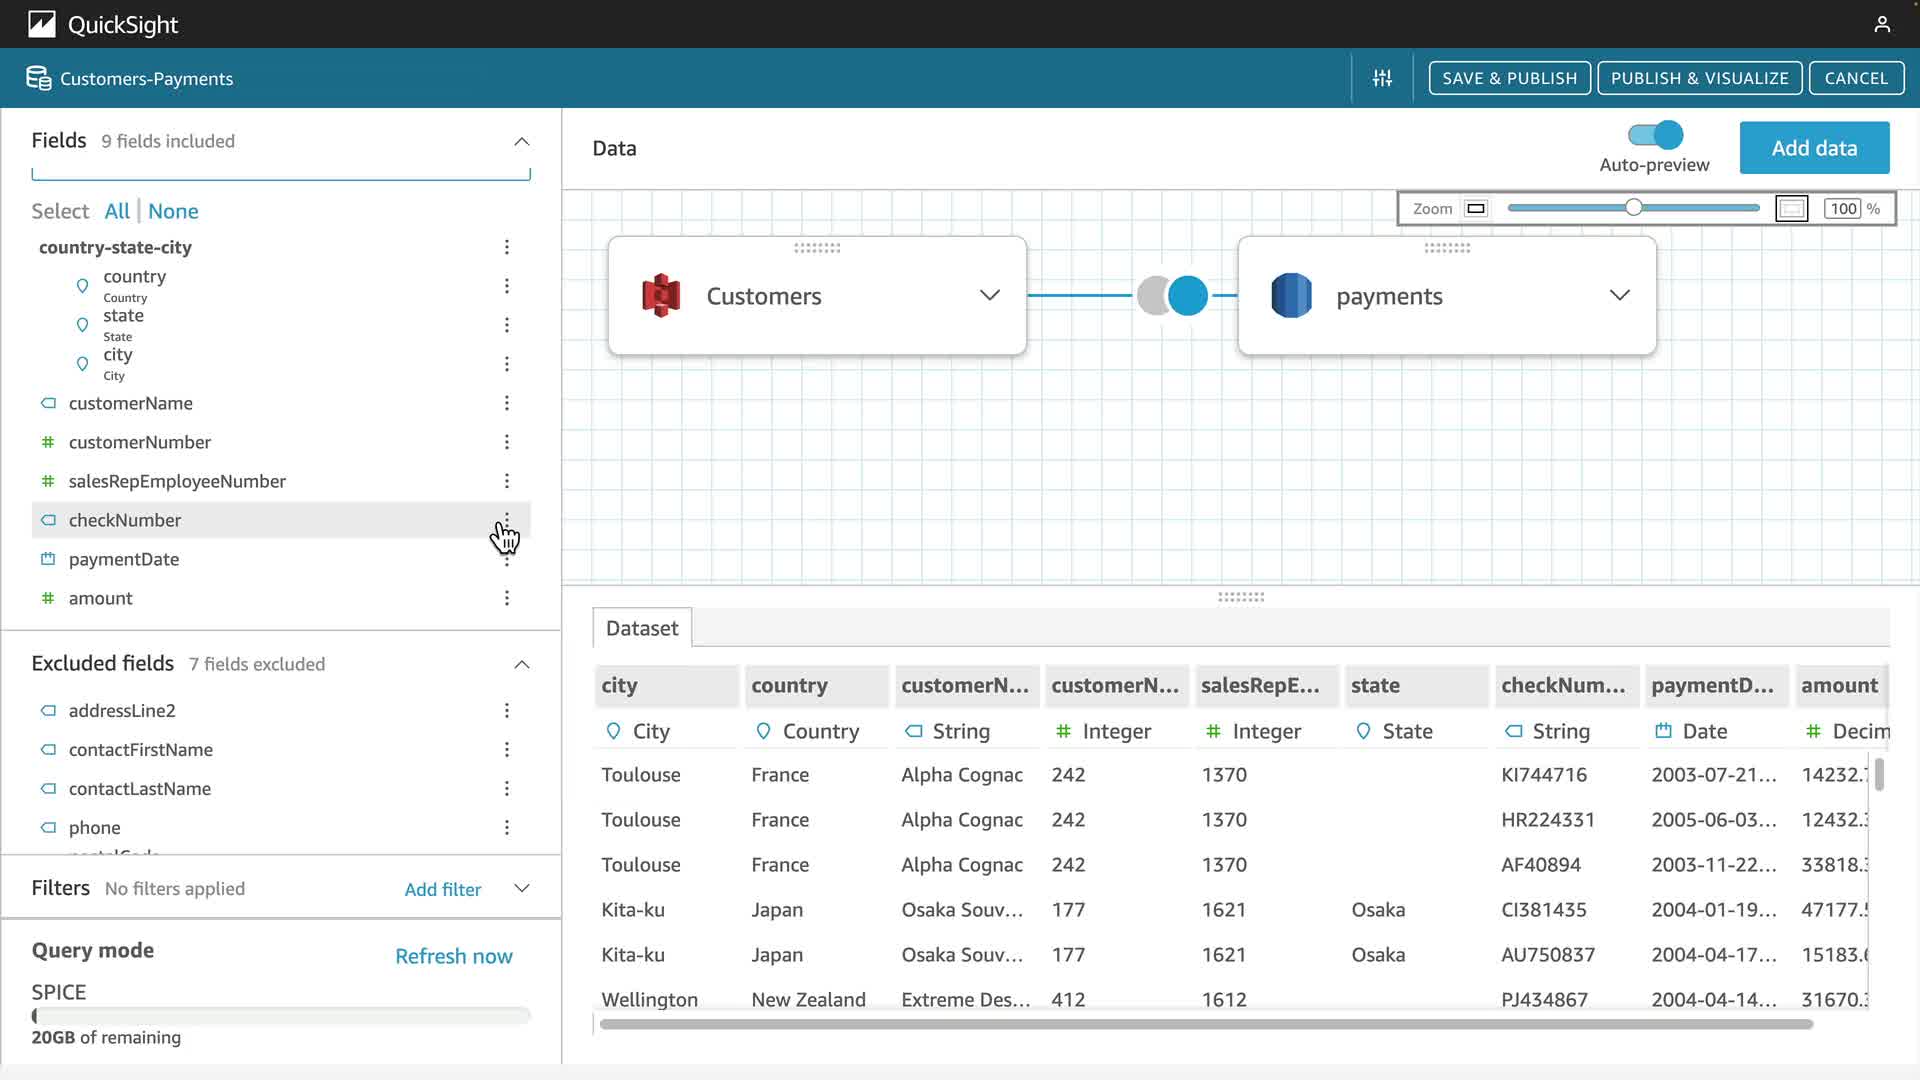 QuickSight
Customers-Payments
SAVE & PUBLISH
PUBLISH & VISUALIZE
CANCEL
Fields 9 fields included
Select All | None
country-state-city
country
Country
state
State
city
City
customerName
customerNumber
salesRepEmployeeNumber
checkNumber
paymentDate
amount
Excluded fields 7 fields excluded
addressLine2
contactFirstName
contactLastName
phone
Filters No filters applied Add filter
Query mode Refresh now
SPICE
20GB of remaining
Data
Auto-preview
Add data
Zoom 100 %
Customers
payments
Dataset
city country customerN... customerN... salesRepE... state checkNum... paymentD... amount
City Country String # Integer # Integer State String Date # Decim
Toulouse France Alpha Cognac 242 1370 KI744716 2003-07-21... 14232.
Toulouse France Alpha Cognac 242 1370 HR224331 2005-06-03... 12432.
Toulouse France Alpha Cognac 242 1370 AF40894 2003-11-22... 33818.
Kita-ku Japan Osaka Souv... 177 1621 Osaka CI381435 2004-01-19... 47177.
Kita-ku Japan Osaka Souv... 177 1621 Osaka AU750837 2004-04-17... 15183.
Wellington New Zealand Extreme Des... 412 1612 PJ434867 2004-04-14... 31670.